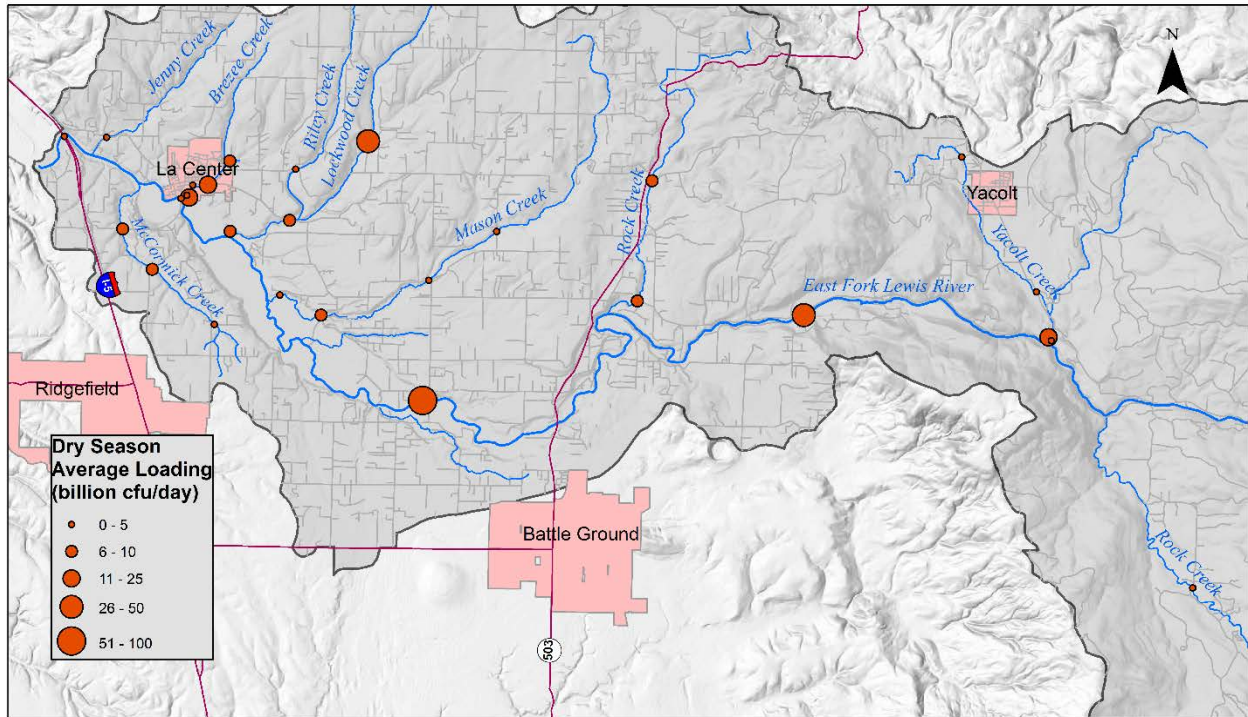 N
Jenny Creek
Brezee Creek
Riley Creek
Lockwood Creek
La Center
Mason Creek
Rock Creek
Yacolt
Yacolt Creek
McCormick Creek
I-5
East Fork Lewis River
Ridgefield
Dry Season
Average Loading
(billion cfu/day)
0 - 5
6 - 10
11 - 25
26 - 50
51 - 100
Battle Ground
Rock Creek
503